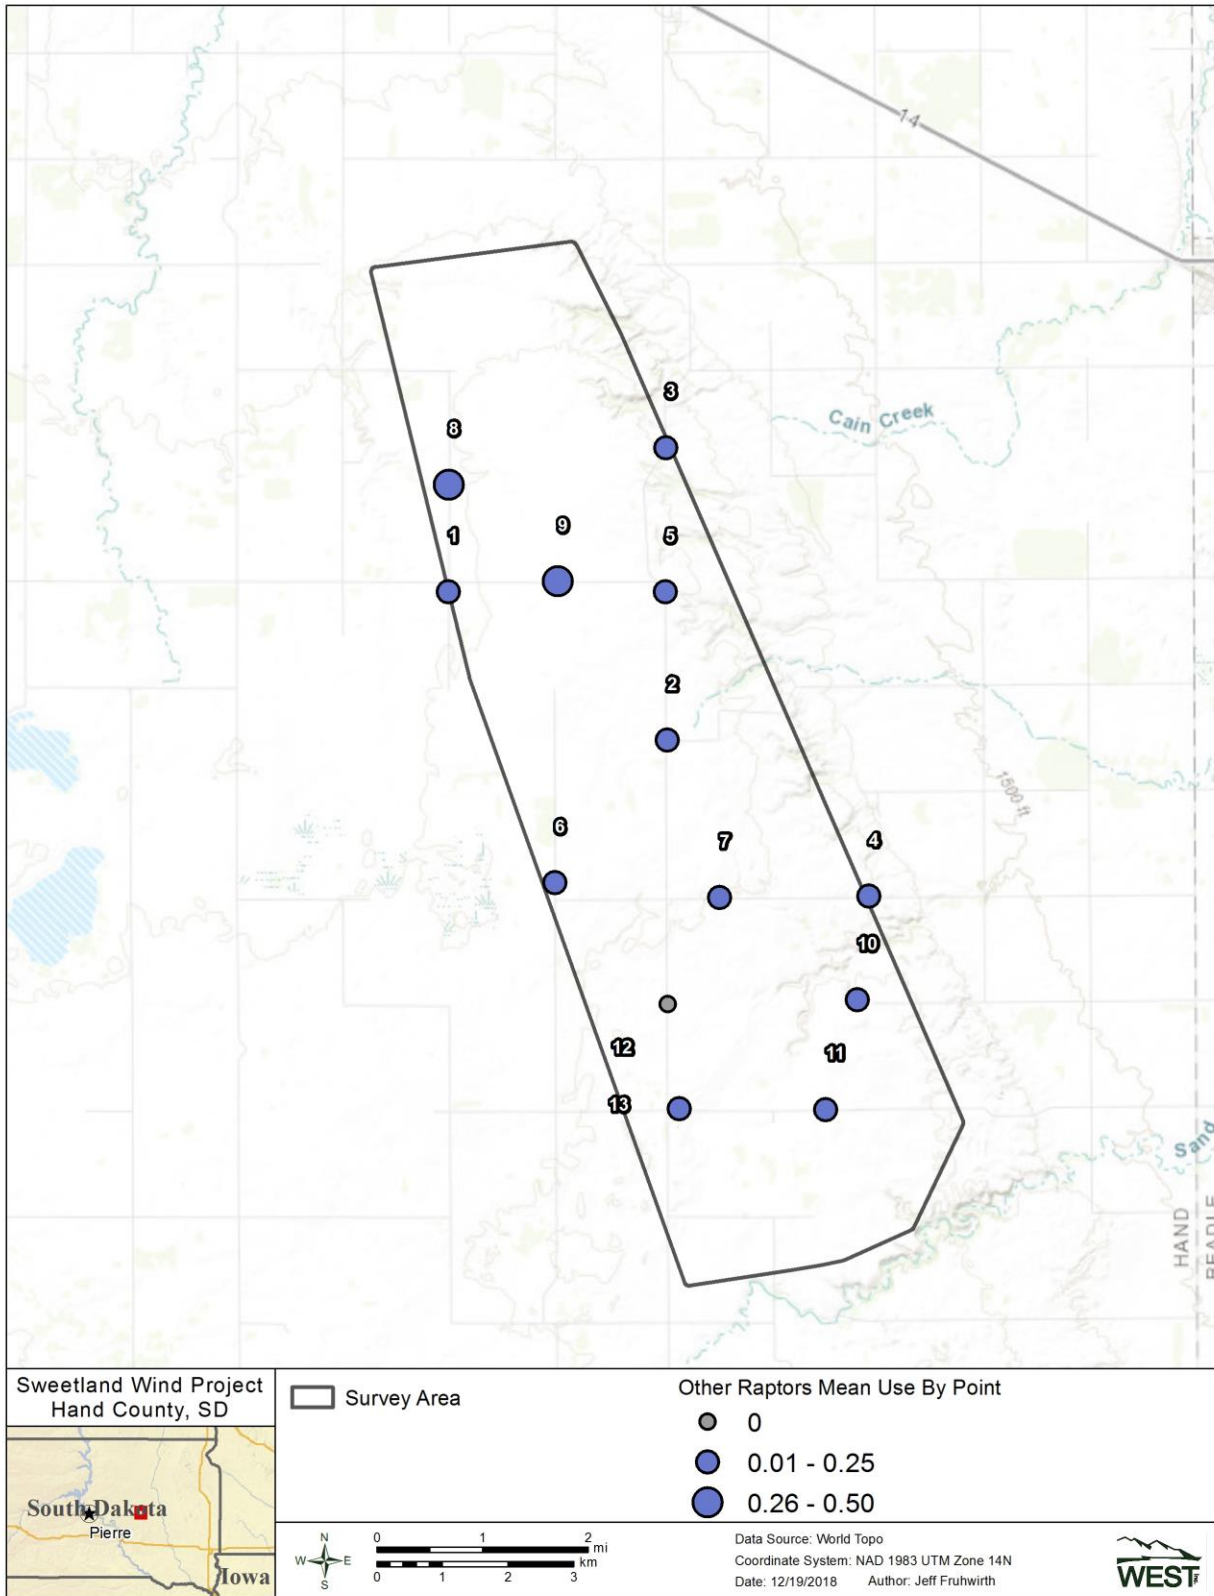 14
3
Cain Creek
8
9
1
5
2
1500 ft
6
7
4
10
12
11
13
Sand
HAND
BEADLE
Sweetland Wind Project
Hand County, SD
South Dakota
Pierre
Iowa
Survey Area
Other Raptors Mean Use By Point
0
0.01 - 0.25
0.26 - 0.50
N
W E
S
0 1 2 mi
km
0 1 2 3
Data Source: World Topo
Coordinate System: NAD 1983 UTM Zone 14N
Date: 12/19/2018 Author: Jeff Fruhwirth
WEST